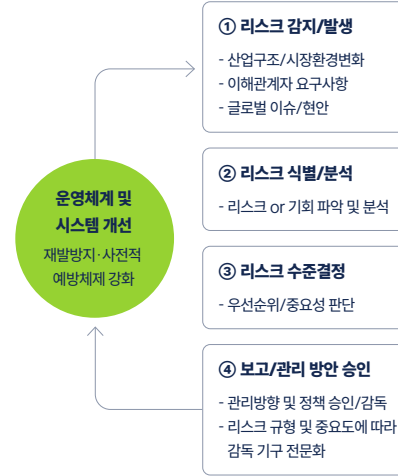 ① 리스크 감지/발생
- 산업구조/시장환경변화
- 이해관계자 요구사항
- 글로벌 이슈/현안
운영체계 및
시스템 개선
재발방지·사전적
예방체제 강화
② 리스크 식별/분석
- 리스크 or 기회 파악 및 분석
③ 리스크 수준결정
- 우선순위/중요성 판단
④ 보고/관리 방안 승인
- 관리방향 및 정책 승인/감독
- 리스크 규형 및 중요도에 따라
감독 기구 전문화